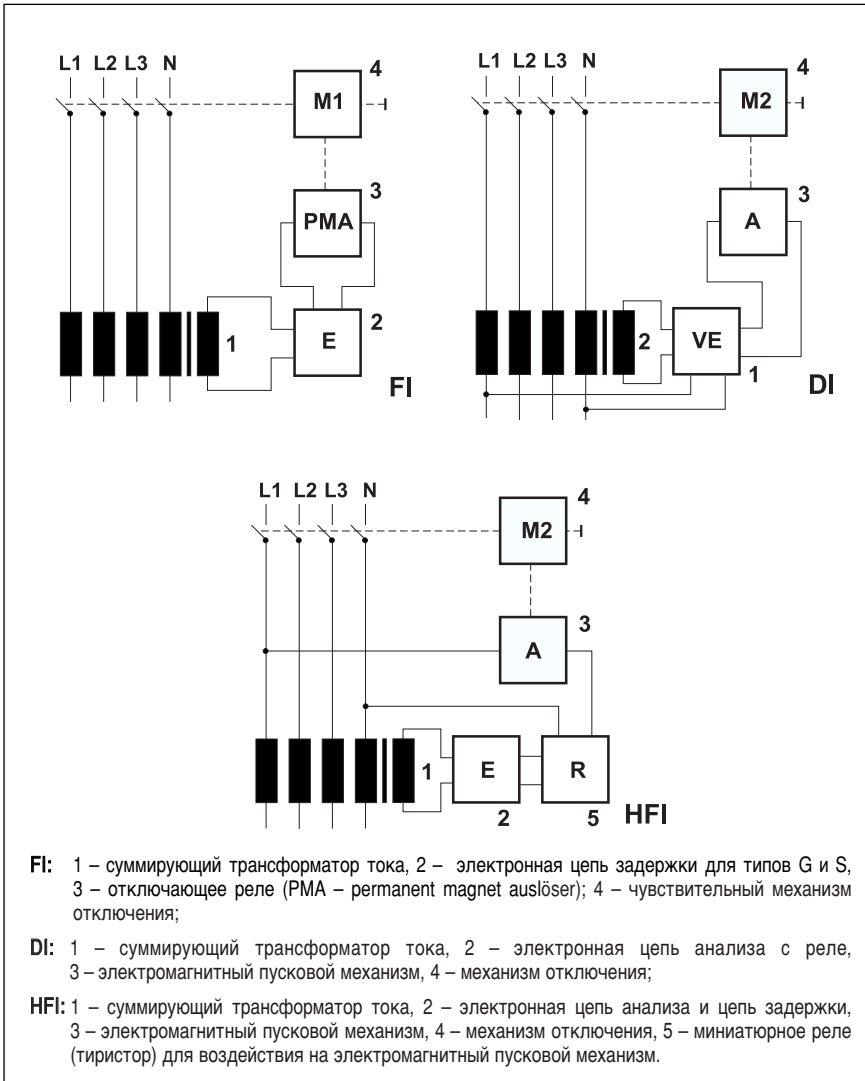 L1 L2 L3 N
4
M1
3
PMA
1
E
2
FI
L1 L2 L3 N
4
M2
3
A
2
VE
1
DI
L1 L2 L3 N
4
M2
3
A
1
E
R
2
5
HFI
FI: 1 – суммирующий трансформатор тока, 2 – электронная цепь задержки для типов G и S,
3 – отключающее реле (PMA – permanent magnet auslöser); 4 – чувствительный механизм
отключения;
DI: 1 – суммирующий трансформатор тока, 2 – электронная цепь анализа с реле,
3 – электромагнитный пусковой механизм, 4 – механизм отключения;
HFI: 1 – суммирующий трансформатор тока, 2 – электронная цепь анализа и цепь задержки,
3 – электромагнитный пусковой механизм, 4 – механизм отключения, 5 – миниатюрное реле
(тиристор) для воздействия на электромагнитный пусковой механизм.